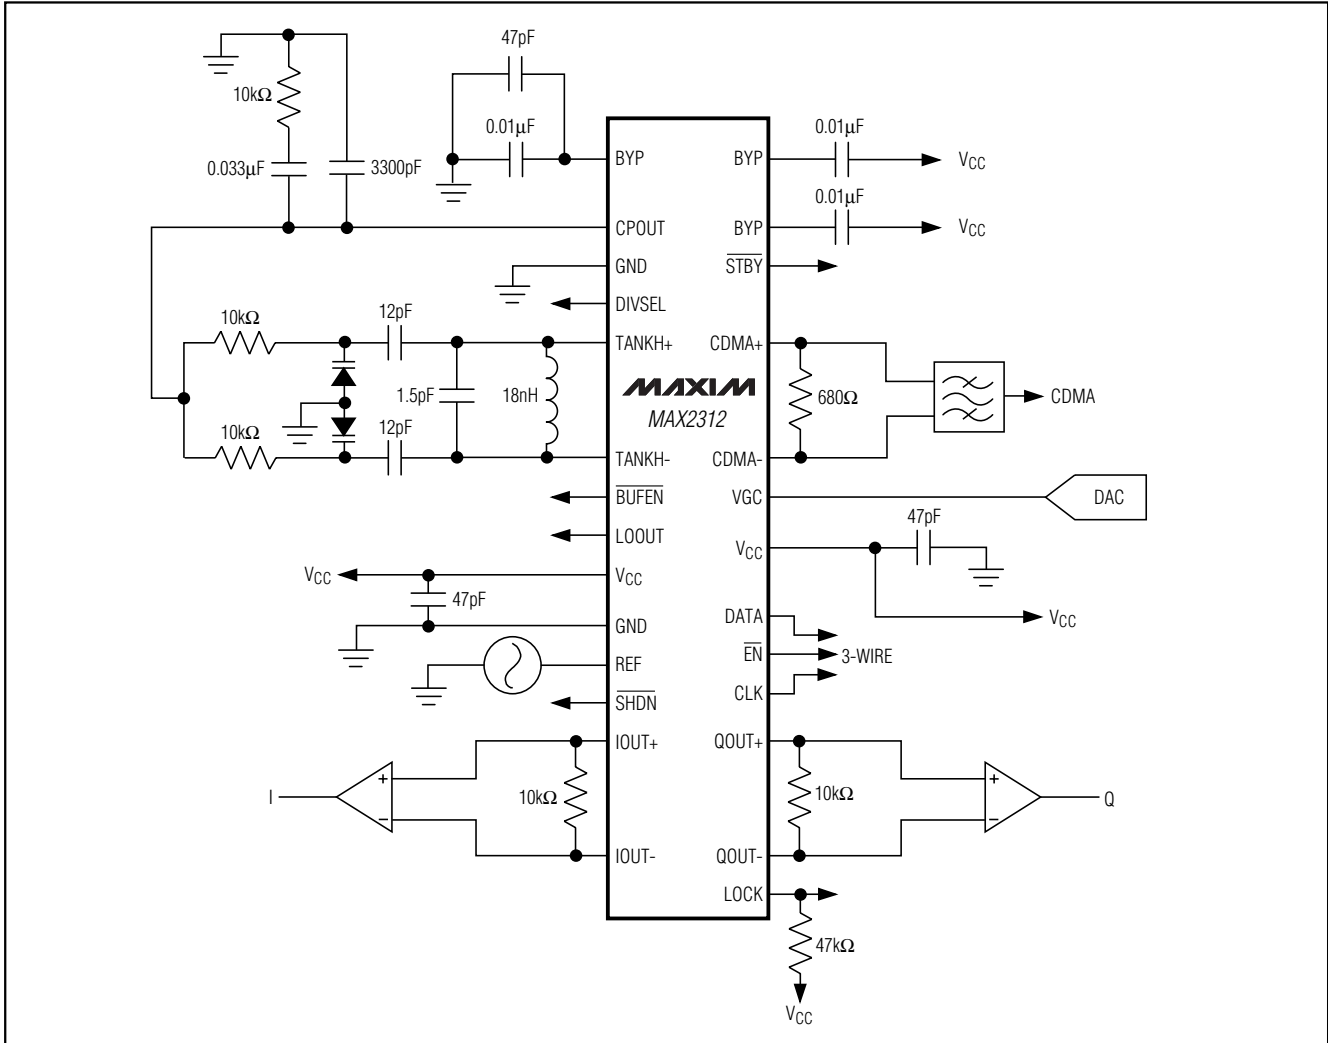 47pF
10kΩ
0.01µF
0.01µF
0.033µF
3300pF
BYP
BYP
VCC
0.01µF
CPOUT
BYP
VCC
GND
STBY
DIVSEL
10kΩ
12pF
TANKH+
CDMA+
1.5pF
18nH
MAXIM
MAX2312
680Ω
CDMA
10kΩ
12pF
TANKH-
CDMA-
BUFEN
VGC
DAC
47pF
LOOUT
VCC
VCC
VCC
47pF
DATA
VCC
GND
EN
3-WIRE
REF
CLK
SHDN
IOUT+
QOUT+
+
+
I
10kΩ
10kΩ
Q
–
–
IOUT-
QOUT-
LOCK
47kΩ
VCC